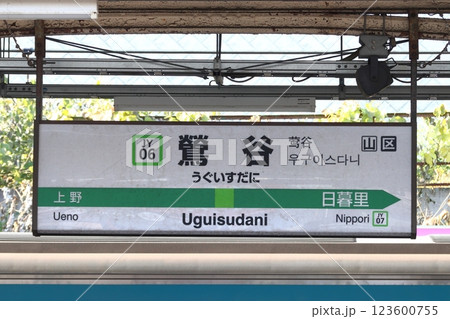 JY
06
鶯谷
莺谷
우구이스다니
山区
うぐいすだに
上野
日暮里
Ueno
Uguisudani
Nippori
JY
07
PIXTA
123600755